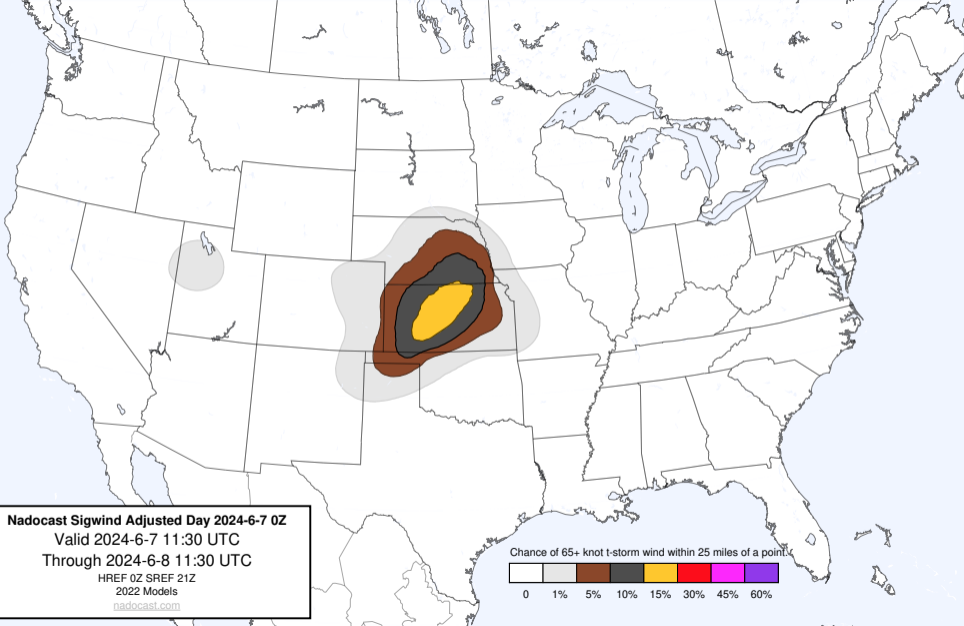 Nadocast Sigwind Adjusted Day 2024-6-7 0Z
Valid 2024-6-7 11:30 UTC
Through 2024-6-8 11:30 UTC
HREF 0Z SREF 21Z
2022 Models
nadocast.com
Chance of 65+ knot t-storm wind within 25 miles of a point.
0 1% 5% 10% 15% 30% 45% 60%